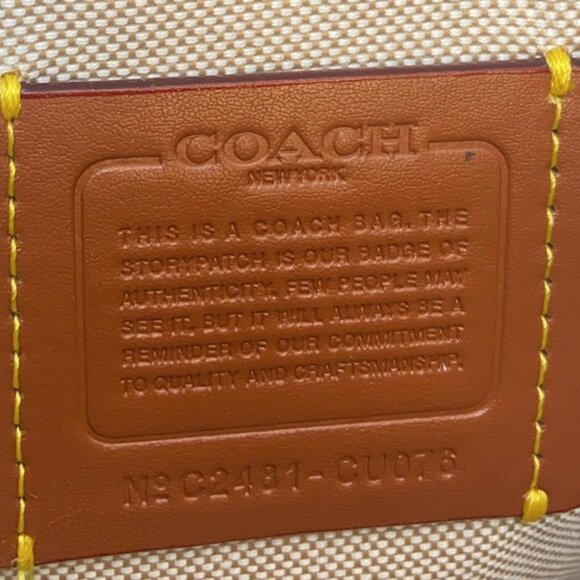 COACH
NEW YORK
THIS IS A COACH BAG. THE
STORYPATCH IS OUR BADGE OF
AUTHENTICITY. FEW PEOPLE MAY
SEE IT, BUT IT WILL ALWAYS BE A
REMINDER OF OUR COMMITMENT
TO QUALITY AND CRAFTSMANSHIP.
Nº C2481-CU076